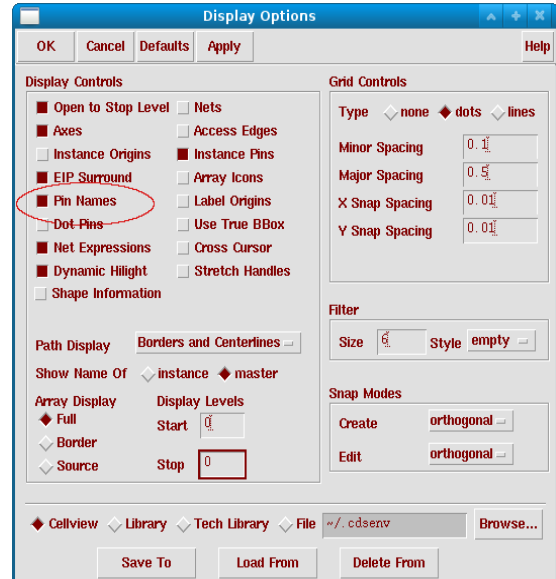 Display Options
OK Cancel Defaults Apply Help
Display Controls
Open to Stop Level Nets
Axes Access Edges
Instance Origins Instance Pins
EIP Surround Array Icons
Pin Names Label Origins
Dot Pins Use True BBox
Net Expressions Cross Cursor
Dynamic Hilight Stretch Handles
Shape Information
Path Display Borders and Centerlines
Show Name Of instance master
Array Display Display Levels
Full Start 0
Border
Source Stop 0
Grid Controls
Type none dots lines
Minor Spacing 0.1
Major Spacing 0.5
X Snap Spacing 0.01
Y Snap Spacing 0.01
Filter
Size 6 Style empty
Snap Modes
Create orthogonal
Edit orthogonal
Cellview Library Tech Library File ~/.cdsenv Browse...
Save To Load From Delete From